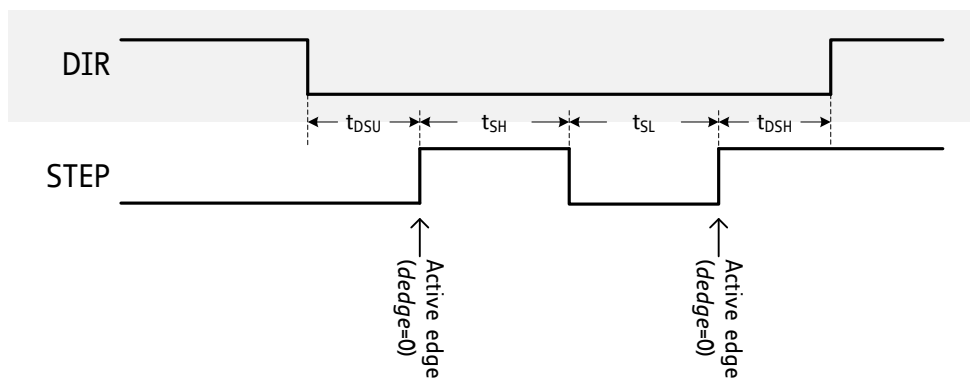 DIR
tDSU tSH tSL tDSH
STEP
Active edge
(dedge=0)
Active edge
(dedge=0)